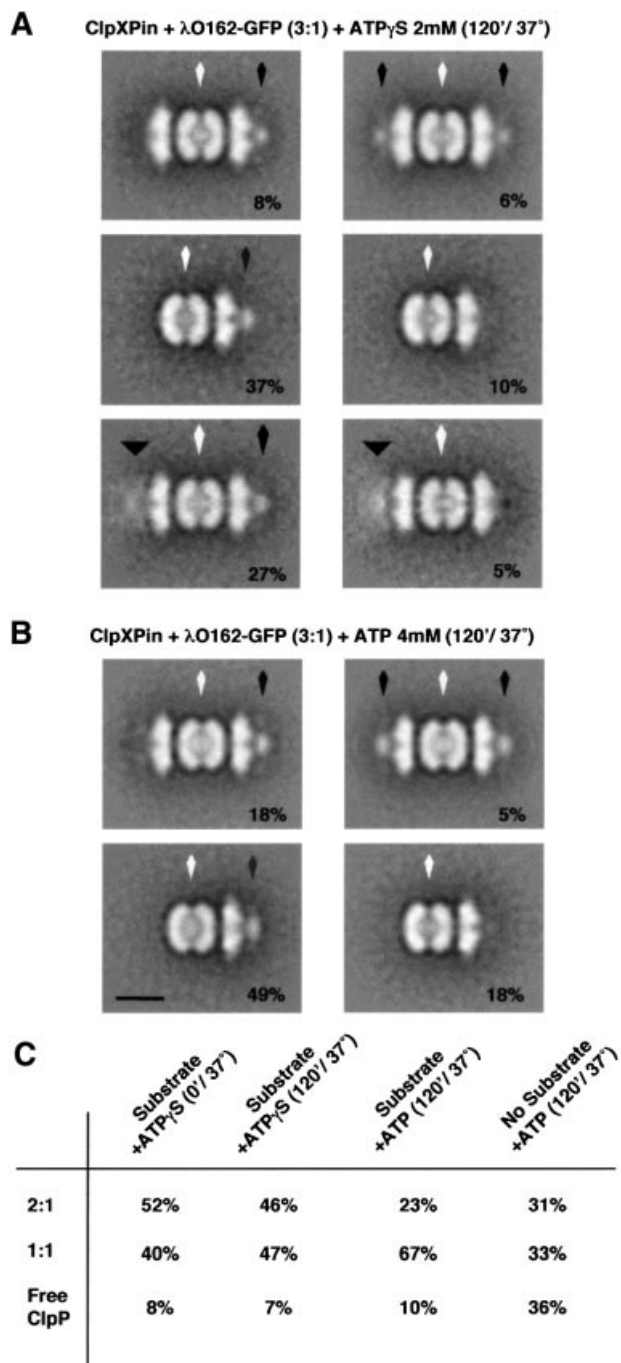 A
ClpXPin + λO162-GFP (3:1) + ATPγS 2mM (120'/ 37˚)
8%
6%
37%
10%
27%
5%
B
ClpXPin + λO162-GFP (3:1) + ATP 4mM (120'/ 37˚)
18%
5%
49%
18%
C
Substrate +ATPγS (0'/ 37˚)
Substrate +ATPγS (120'/ 37˚)
Substrate +ATP (120'/ 37˚)
No Substrate +ATP (120'/ 37˚)
2:1 52% 46% 23% 31%
1:1 40% 47% 67% 33%
Free ClpP 8% 7% 10% 36%